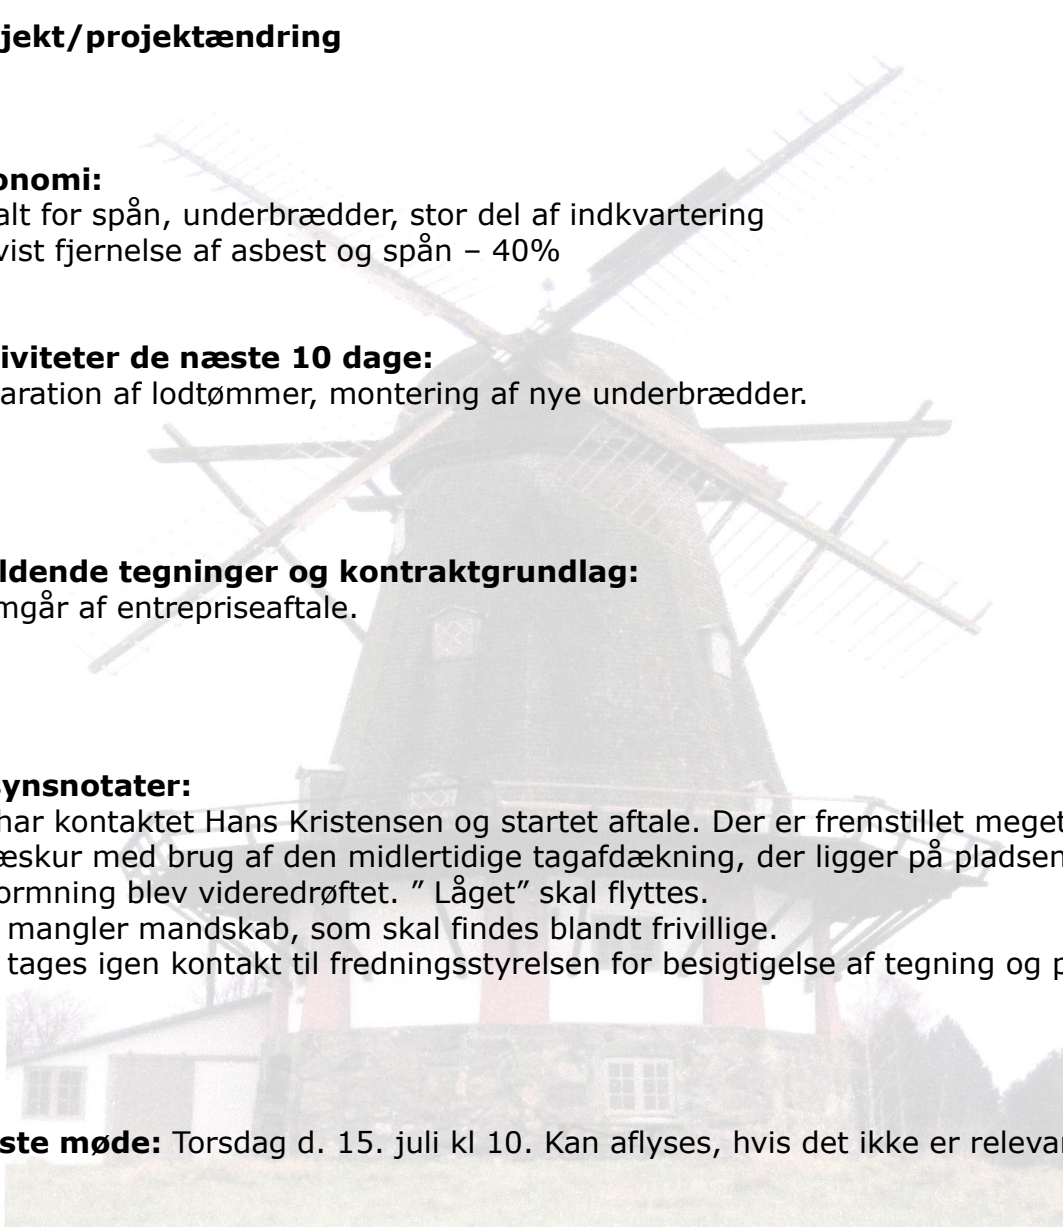 jekt/projektændring
onomi:
alt for spån, underbrædder, stor del af indkvartering
vist fjernelse af asbest og spån – 40%
iviteter de næste 10 dage:
aration af lodtømmer, montering af nye underbrædder.
ldende tegninger og kontraktgrundlag:
mgår af entrepriseaftale.
synsnotater:
har kontaktet Hans Kristensen og startet aftale. Der er fremstillet meget
æskur med brug af den midlertidige tagafdækning, der ligger på pladsen
ormning blev videredrøftet. ” Låget” skal flyttes.
mangler mandskab, som skal findes blandt frivillige.
tages igen kontakt til fredningsstyrelsen for besigtigelse af tegning og p
ste møde: Torsdag d. 15. juli kl 10. Kan aflyses, hvis det ikke er releva